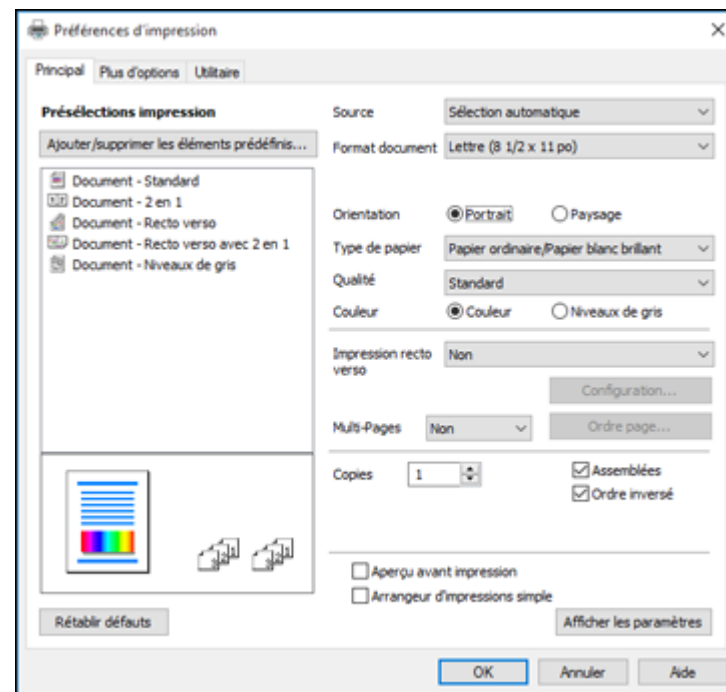 Préférences d'impression
Principal Plus d'options Utilitaire
Présélections impression
Ajouter/supprimer les éléments prédéfinis...
Document - Standard
Document - 2 en 1
Document - Recto verso
Document - Recto verso avec 2 en 1
Document - Niveaux de gris
Source Sélection automatique
Format document Lettre (8 1/2 x 11 po)
Orientation Portrait Paysage
Type de papier Papier ordinaire/Papier blanc brillant
Qualité Standard
Couleur Couleur Niveaux de gris
Impression recto verso Non
Configuration...
Multi-Pages Non Ordre page...
Copies 1 Assemblées
Ordre inversé
Aperçu avant impression
Arrangeur d'impressions simple
Rétablir défauts Afficher les paramètres
OK Annuler Aide